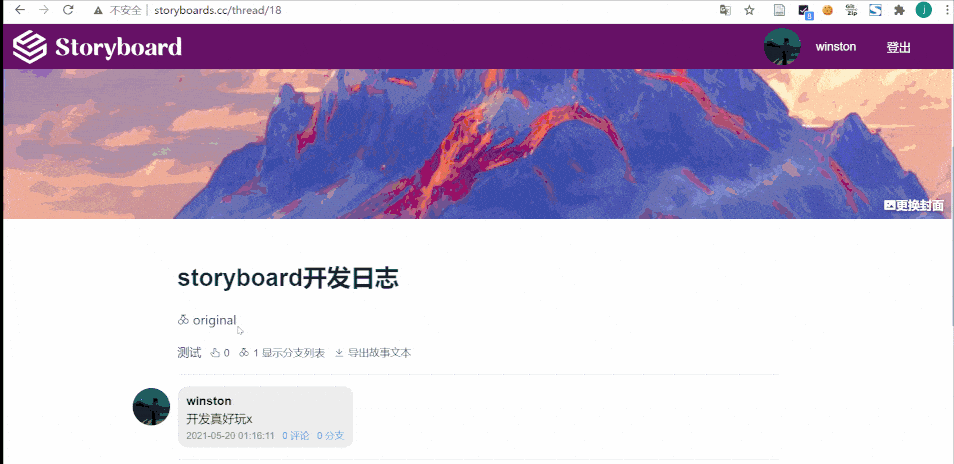 不安全 | storyboards.cc/thread/18
Storyboard
winston 登出
更换封面
storyboard开发日志
original
测试 0 1 显示分支列表 导出故事文本
winston
开发真好玩x
2021-05-20 01:16:11 0 评论 0 分支